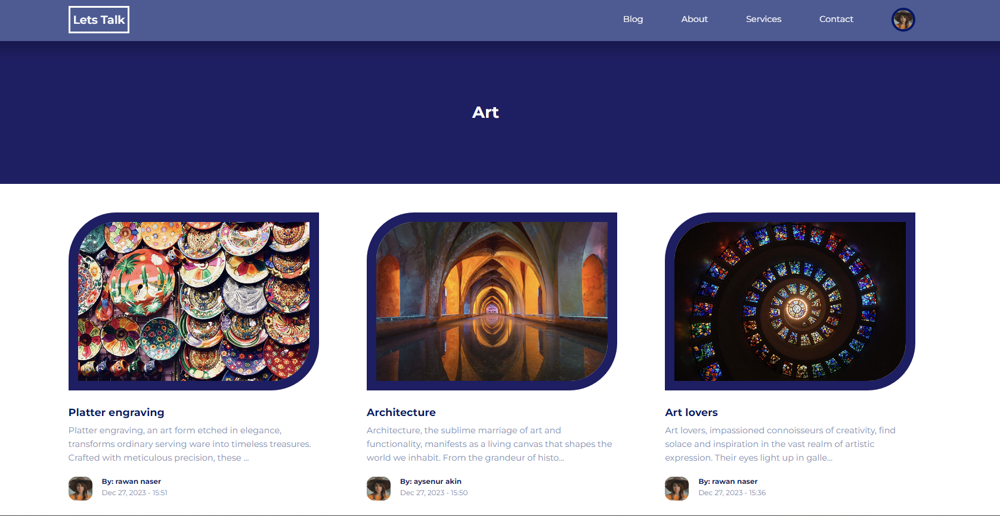 Lets Talk
Blog
About
Services
Contact
Art
Platter engraving
Platter engraving, an art form etched in elegance,
transforms ordinary serving ware into timeless treasures.
Crafted with meticulous precision, these ...
By: rawan naser
Dec 27, 2023 - 15:51
Architecture
Architecture, the sublime marriage of art and
functionality, manifests as a living canvas that shapes the
world we inhabit. From the grandeur of histo...
By: aysenur akin
Dec 27, 2023 - 15:50
Art lovers
Art lovers, impassioned connoisseurs of creativity, find
solace and inspiration in the vast realm of artistic
expression. Their eyes light up in galle...
By: rawan naser
Dec 27, 2023 - 15:36